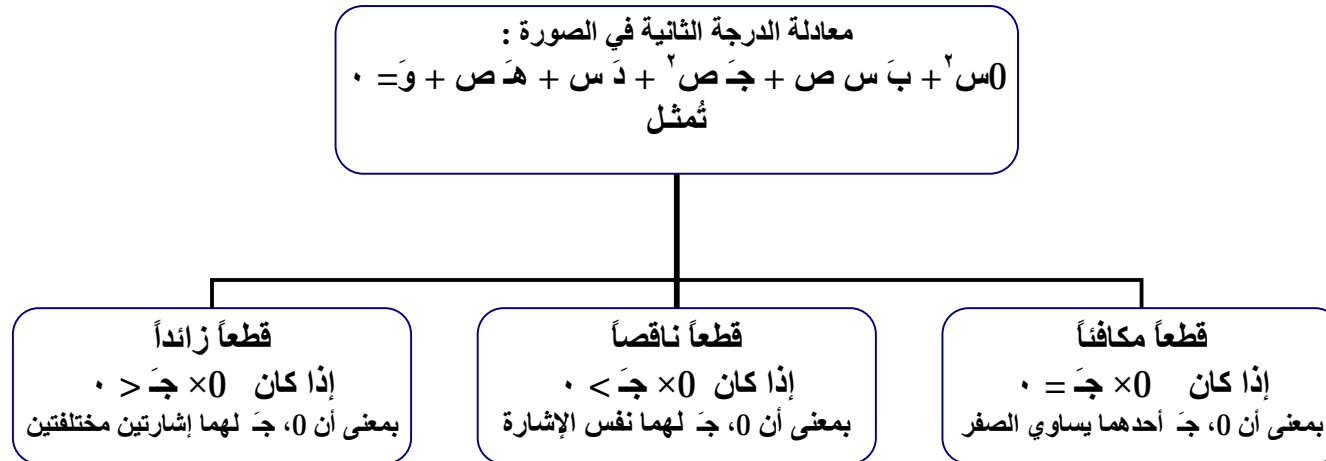 معادلة الدرجة الثانية في الصورة :
0س٢ + بَ س ص + جـَ ص٢ + دَ س + هـَ ص + وَ= ٠
تُمثـل
قطعاً مكافئاً
إذا كان 0× جـَ = ٠
بمعنى أن 0، جـَ أحدهما يساوي الصفر
قطعاً ناقصاً
إذا كان 0× جـَ > ٠
بمعنى أن 0، جـَ لهما نفس الإشارة
قطعاً زائداً
إذا كان 0× جـَ < ٠
بمعنى أن 0، جـَ لهما إشارتين مختلفتين